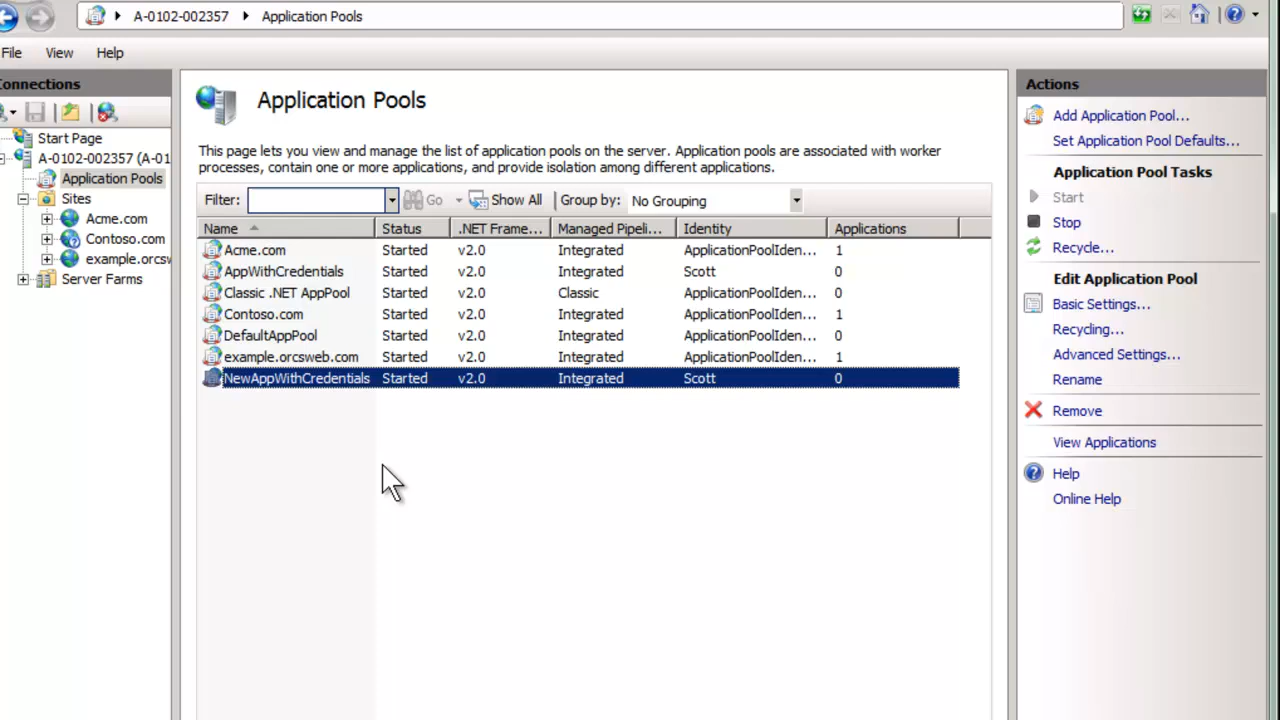 A-0102-002357 Application Pools
File View Help
Connections
Start Page
A-0102-002357 (A-01
Application Pools
Sites
Acme.com
Contoso.com
example.orcsw
Server Farms
Application Pools
This page lets you view and manage the list of application pools on the server. Application pools are associated with worker
processes, contain one or more applications, and provide isolation among different applications.
Filter: Go Show All Group by: No Grouping
Name Status .NET Frame... Managed Pipeli... Identity Applications
Acme.com Started v2.0 Integrated ApplicationPoolIden... 1
AppWithCredentials Started v2.0 Integrated Scott 0
Classic .NET AppPool Started v2.0 Classic ApplicationPoolIden... 0
Contoso.com Started v2.0 Integrated ApplicationPoolIden... 1
DefaultAppPool Started v2.0 Integrated ApplicationPoolIden... 0
example.orcsweb.com Started v2.0 Integrated ApplicationPoolIden... 1
NewAppWithCredentials Started v2.0 Integrated Scott 0
Actions
Add Application Pool...
Set Application Pool Defaults...
Application Pool Tasks
Start
Stop
Recycle...
Edit Application Pool
Basic Settings...
Recycling...
Advanced Settings...
Rename
Remove
View Applications
Help
Online Help